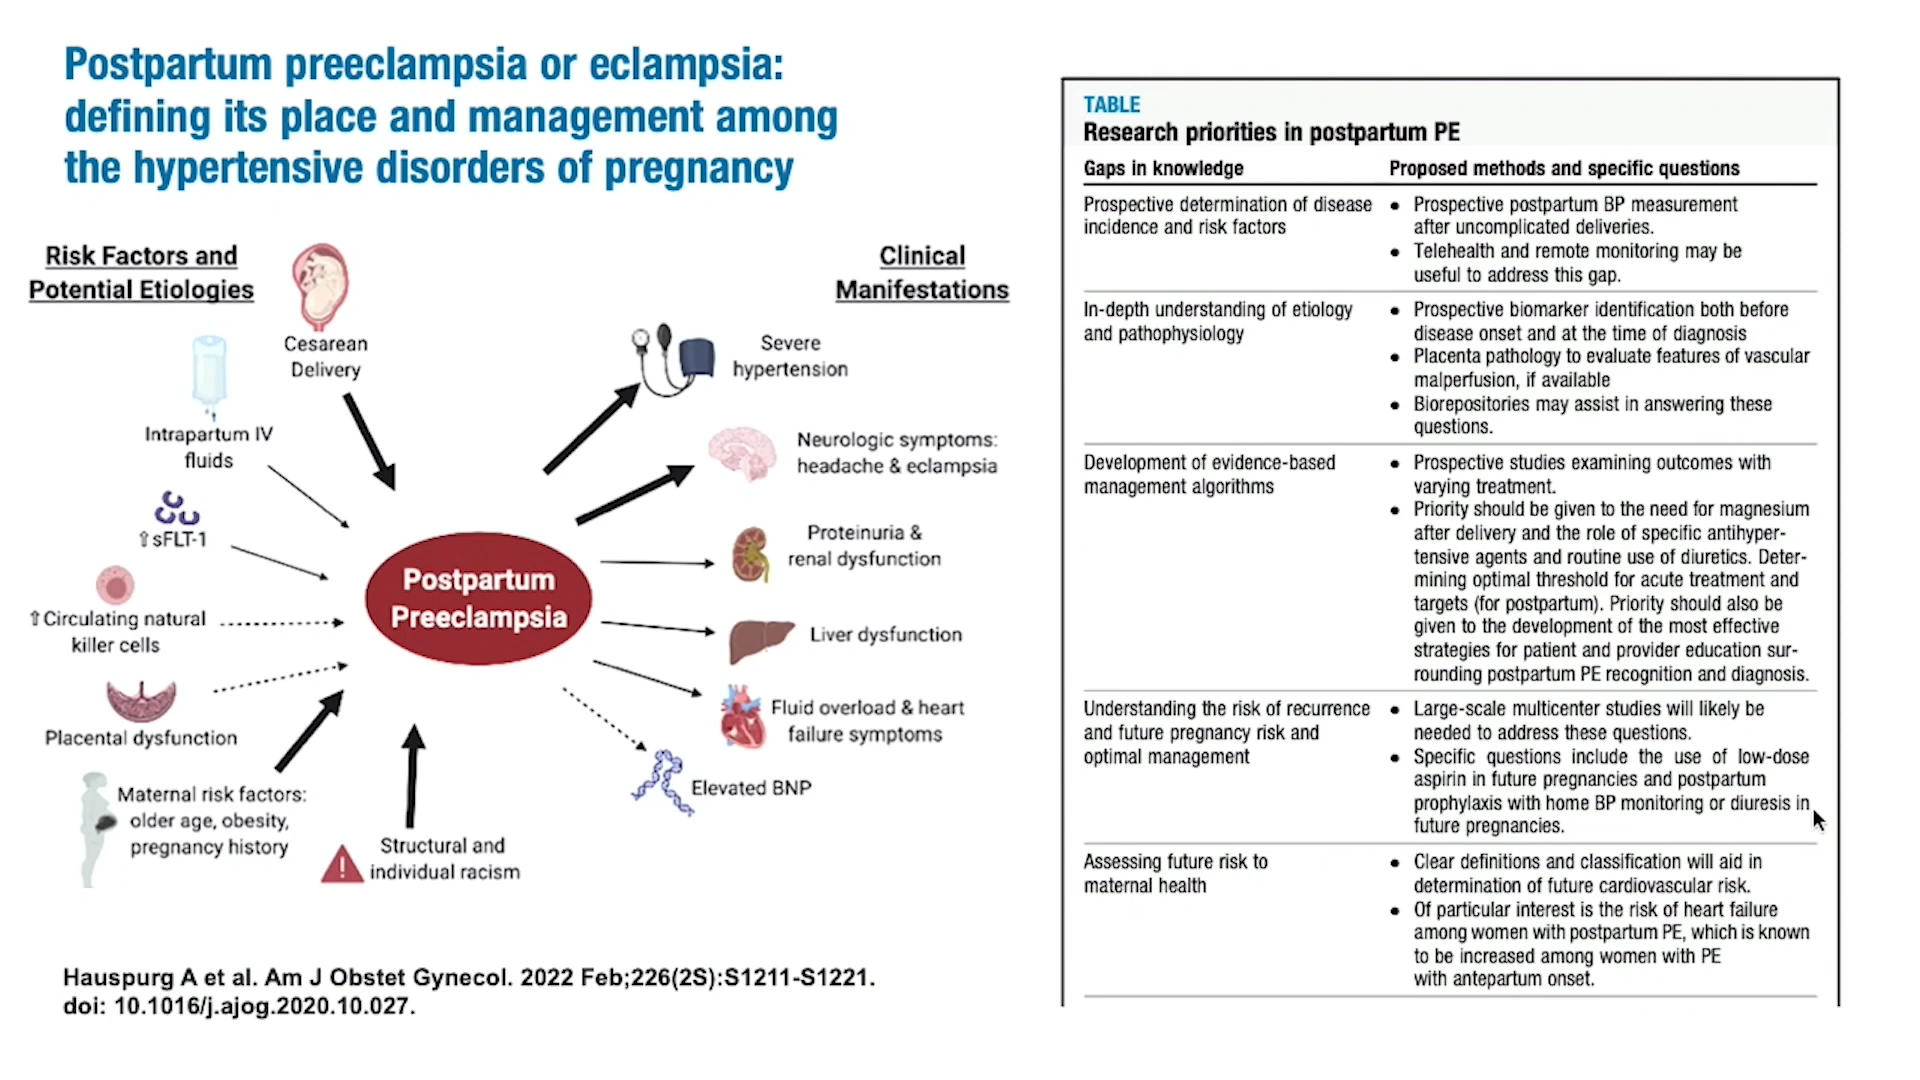 Postpartum preeclampsia or eclampsia:
defining its place and management among
the hypertensive disorders of pregnancy
Risk Factors and
Potential Etiologies
Cesarean
Delivery
Intrapartum IV
fluids
⇧sFLT-1
⇧Circulating natural
killer cells
Placental dysfunction
Maternal risk factors:
older age, obesity,
pregnancy history
Structural and
individual racism
Postpartum
Preeclampsia
Clinical
Manifestations
Severe
hypertension
Neurologic symptoms:
headache & eclampsia
Proteinuria &
renal dysfunction
Liver dysfunction
Fluid overload & heart
failure symptoms
Elevated BNP
Hauspurg A et al. Am J Obstet Gynecol. 2022 Feb;226(2S):S1211-S1221.
doi: 10.1016/j.ajog.2020.10.027.
TABLE
Research priorities in postpartum PE
Gaps in knowledge
Proposed methods and specific questions
Prospective determination of disease
incidence and risk factors
• Prospective postpartum BP measurement
after uncomplicated deliveries.
• Telehealth and remote monitoring may be
useful to address this gap.
In-depth understanding of etiology
and pathophysiology
• Prospective biomarker identification both before
disease onset and at the time of diagnosis
• Placenta pathology to evaluate features of vascular
malperfusion, if available
• Biorepositories may assist in answering these
questions.
Development of evidence-based
management algorithms
• Prospective studies examining outcomes with
varying treatment.
• Priority should be given to the need for magnesium
after delivery and the role of specific antihyper-
tensive agents and routine use of diuretics. Deter-
mining optimal threshold for acute treatment and
targets (for postpartum). Priority should also be
given to the development of the most effective
strategies for patient and provider education sur-
rounding postpartum PE recognition and diagnosis.
Understanding the risk of recurrence
and future pregnancy risk and
optimal management
• Large-scale multicenter studies will likely be
needed to address these questions.
• Specific questions include the use of low-dose
aspirin in future pregnancies and postpartum
prophylaxis with home BP monitoring or diuresis in
future pregnancies.
Assessing future risk to
maternal health
• Clear definitions and classification will aid in
determination of future cardiovascular risk.
• Of particular interest is the risk of heart failure
among women with postpartum PE, which is known
to be increased among women with PE
with antepartum onset.